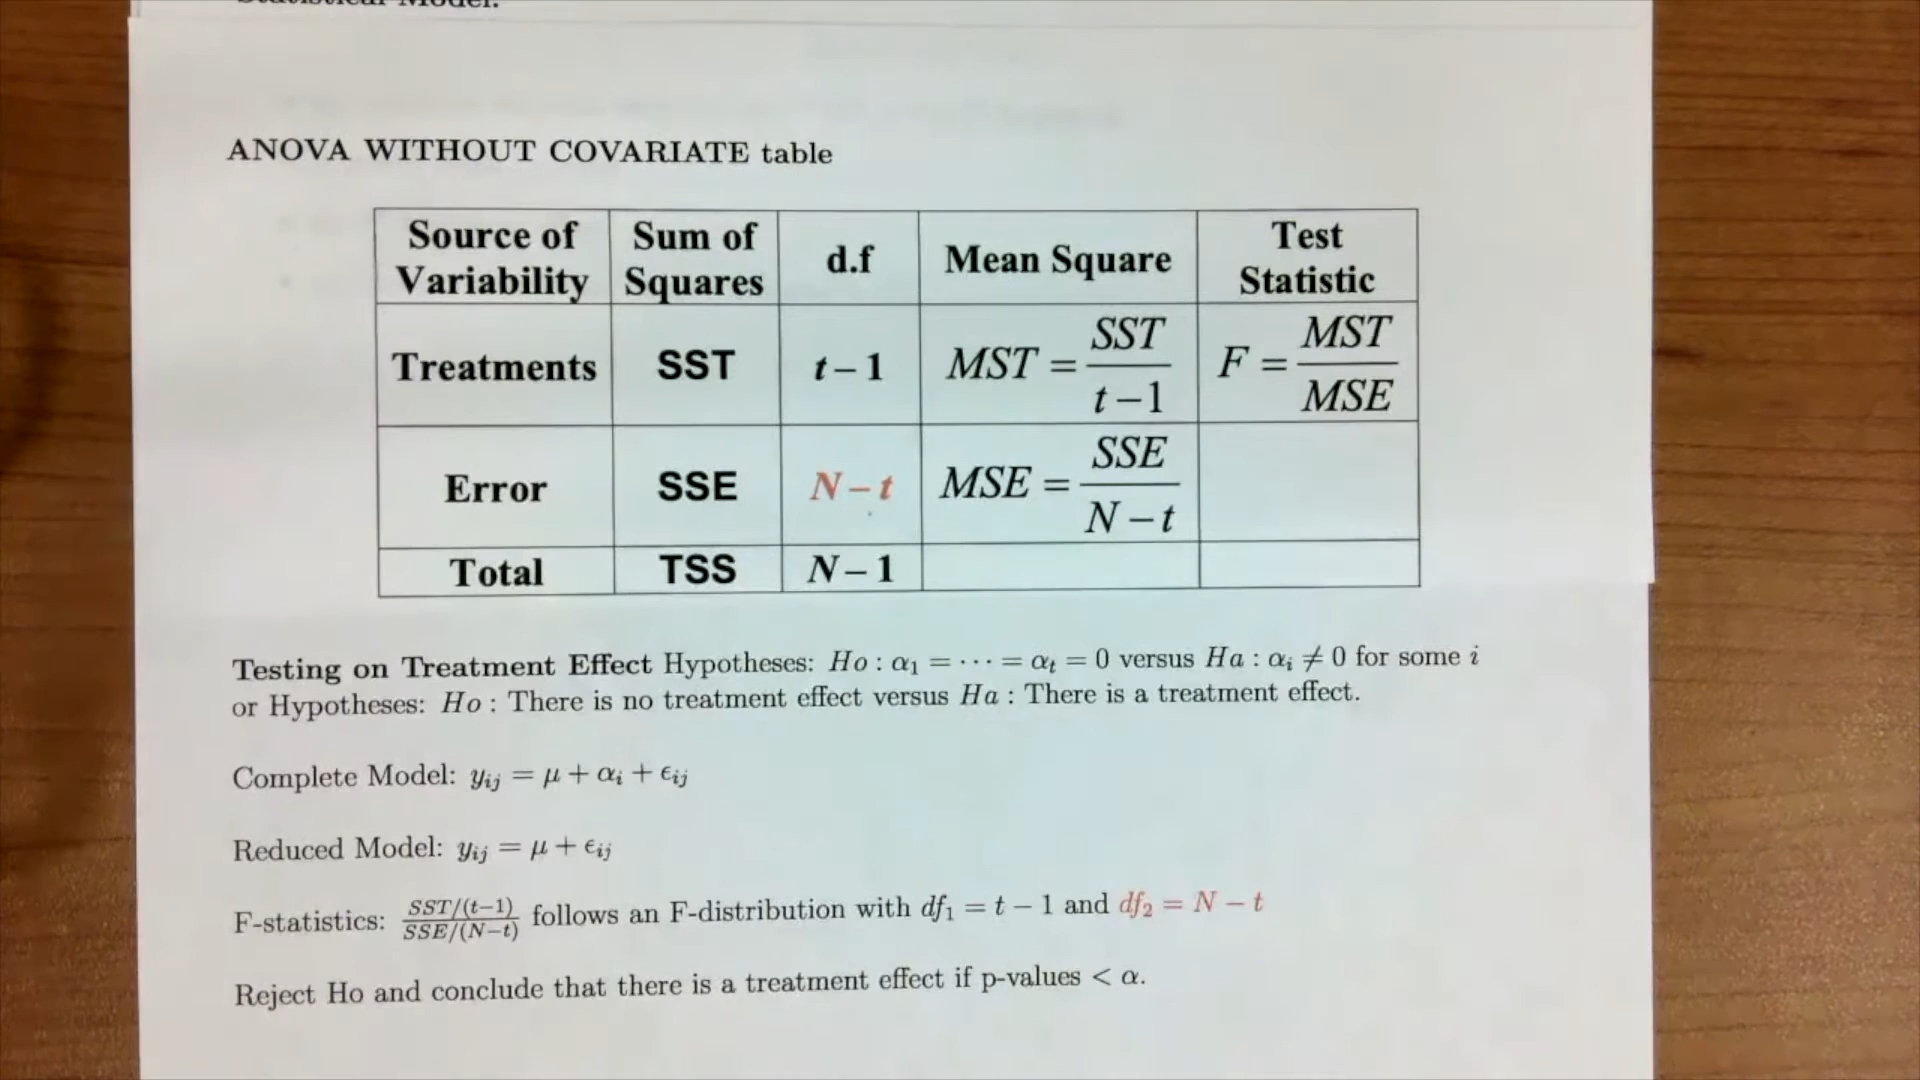 Statistical Model:
ANOVA WITHOUT COVARIATE table
Source of Variability Sum of Squares d.f Mean Square Test Statistic
Treatments SST t – 1 MST = SST / t – 1 F = MST / MSE
Error SSE N – t MSE = SSE / N – t
Total TSS N – 1
Testing on Treatment Effect Hypotheses: Ho : α₁ = ··· = αₜ = 0 versus Ha : αᵢ ≠ 0 for some i
or Hypotheses: Ho : There is no treatment effect versus Ha : There is a treatment effect.
Complete Model: yᵢⱼ = μ + αᵢ + ϵᵢⱼ
Reduced Model: yᵢⱼ = μ + ϵᵢⱼ
F-statistics: SST/(t−1) / SSE/(N−t) follows an F-distribution with df₁ = t − 1 and df₂ = N − t
Reject Ho and conclude that there is a treatment effect if p-values < α.